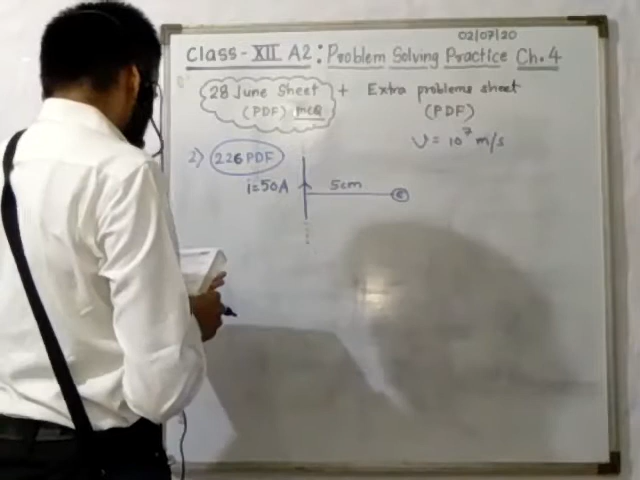 02/07/20
Class-XII A2: Problem Solving Practice Ch.4
28 June Sheet + Extra problems sheet
(PDF) MCQ (PDF)
v = 10⁷ m/s
2) 226 PDF
i=50A 5cm e